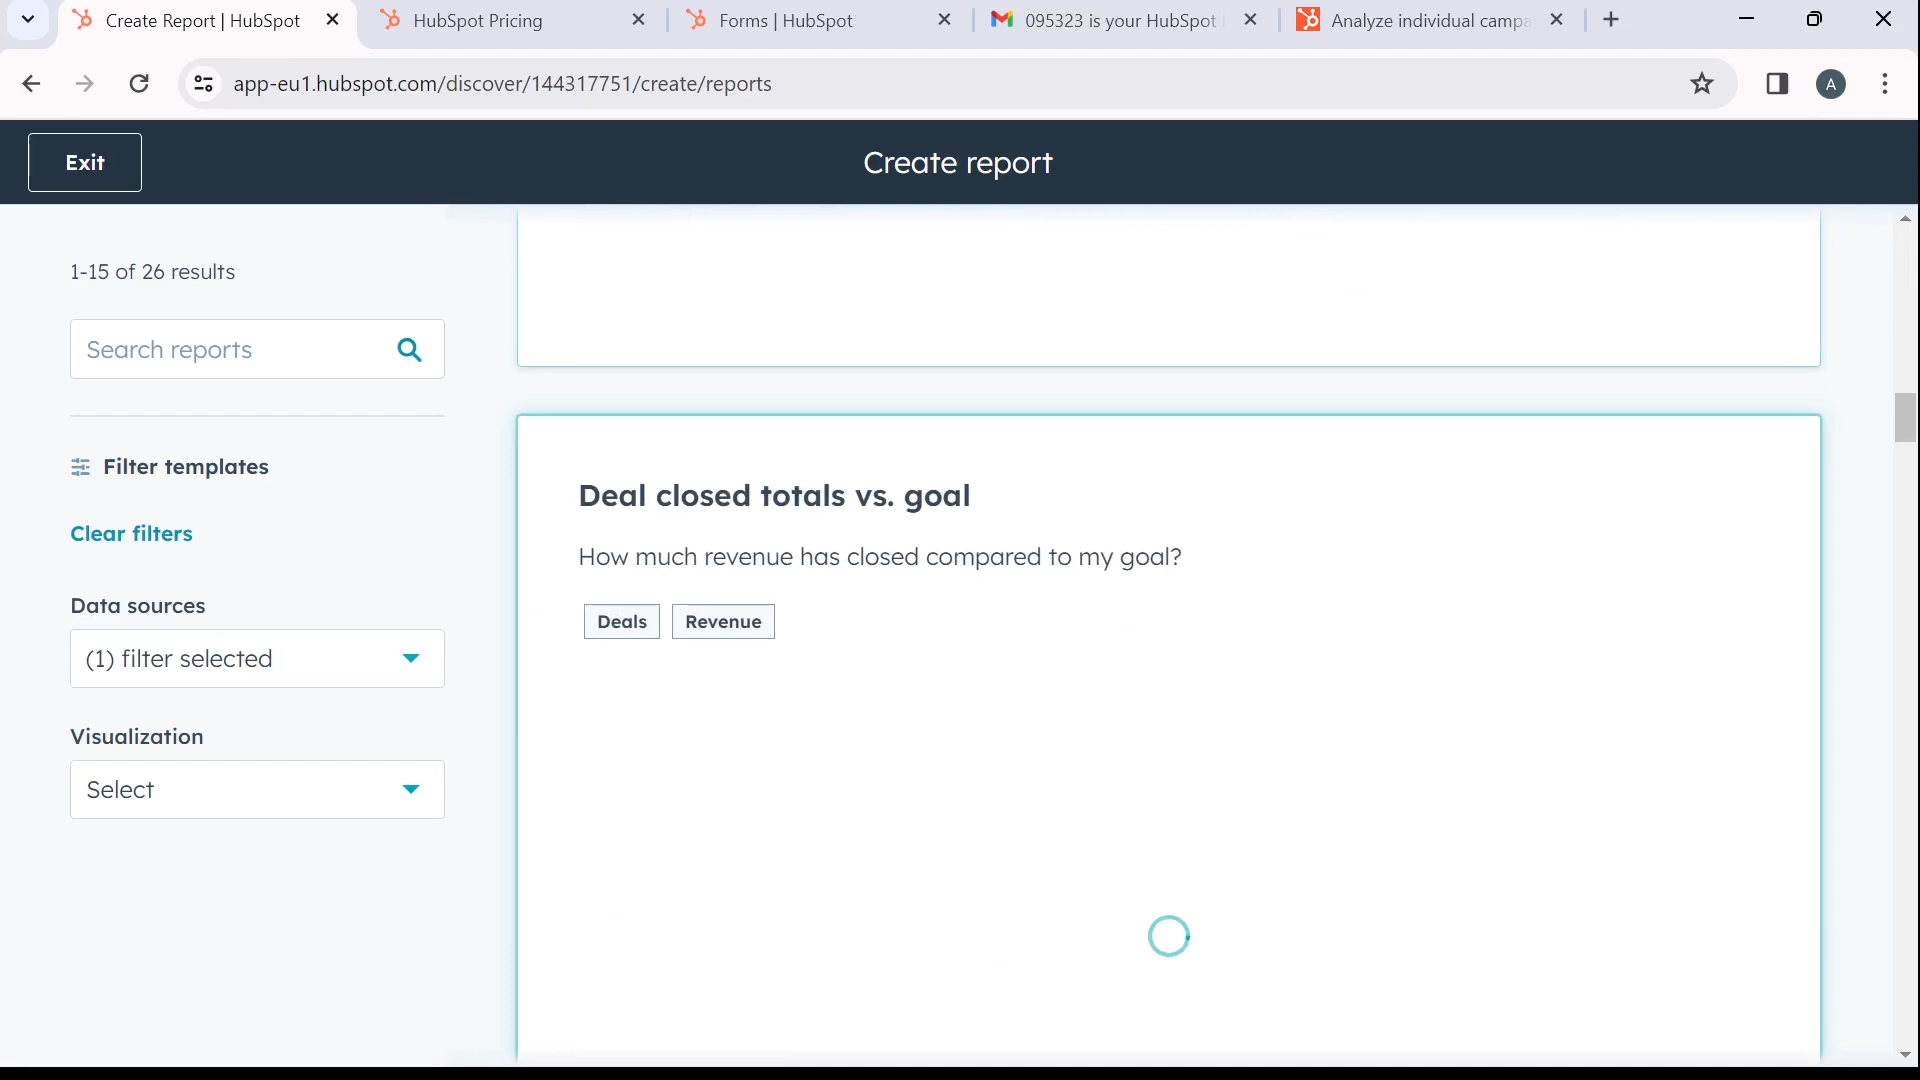 Create Report | HubSpot
HubSpot Pricing
Forms | HubSpot
095323 is your HubSpot
Analyze individual campa
app-eu1.hubspot.com/discover/144317751/create/reports
A
Exit
Create report
1-15 of 26 results
Search reports
Filter templates
Clear filters
Data sources
(1) filter selected
Visualization
Select
Deal closed totals vs. goal
How much revenue has closed compared to my goal?
Deals
Revenue